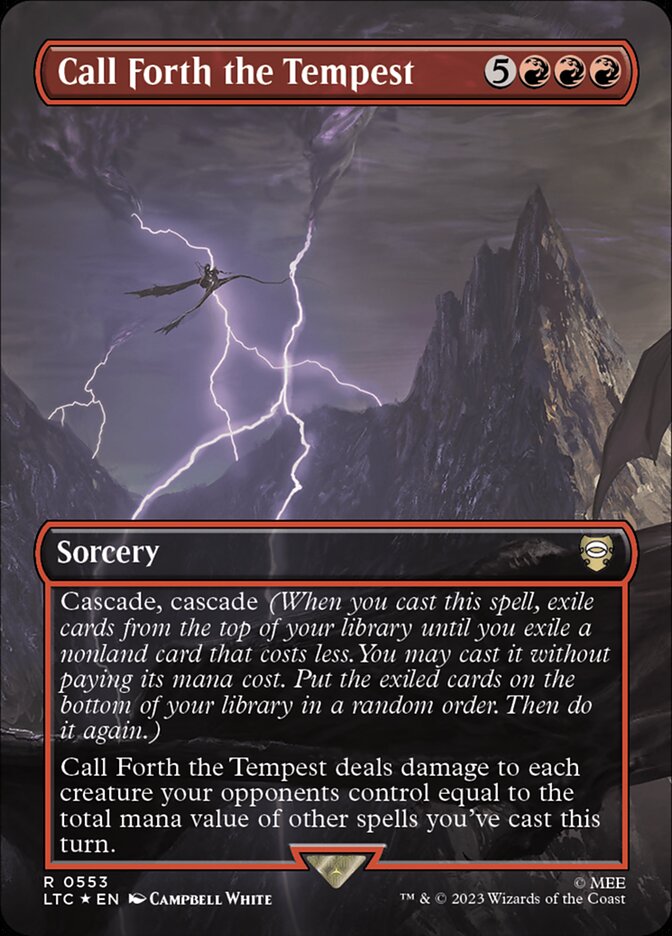 Call Forth the Tempest 5
Sorcery
Cascade, cascade (When you cast this spell, exile
cards from the top of your library until you exile a
nonland card that costs less. You may cast it without
paying its mana cost. Put the exiled cards on the
bottom of your library in a random order. Then do
it again.)
Call Forth the Tempest deals damage to each
creature your opponents control equal to the
total mana value of other spells you've cast this
turn.
R 0553
LTC ★ EN Campbell White
© MEE
™ & © 2023 Wizards of the Coast